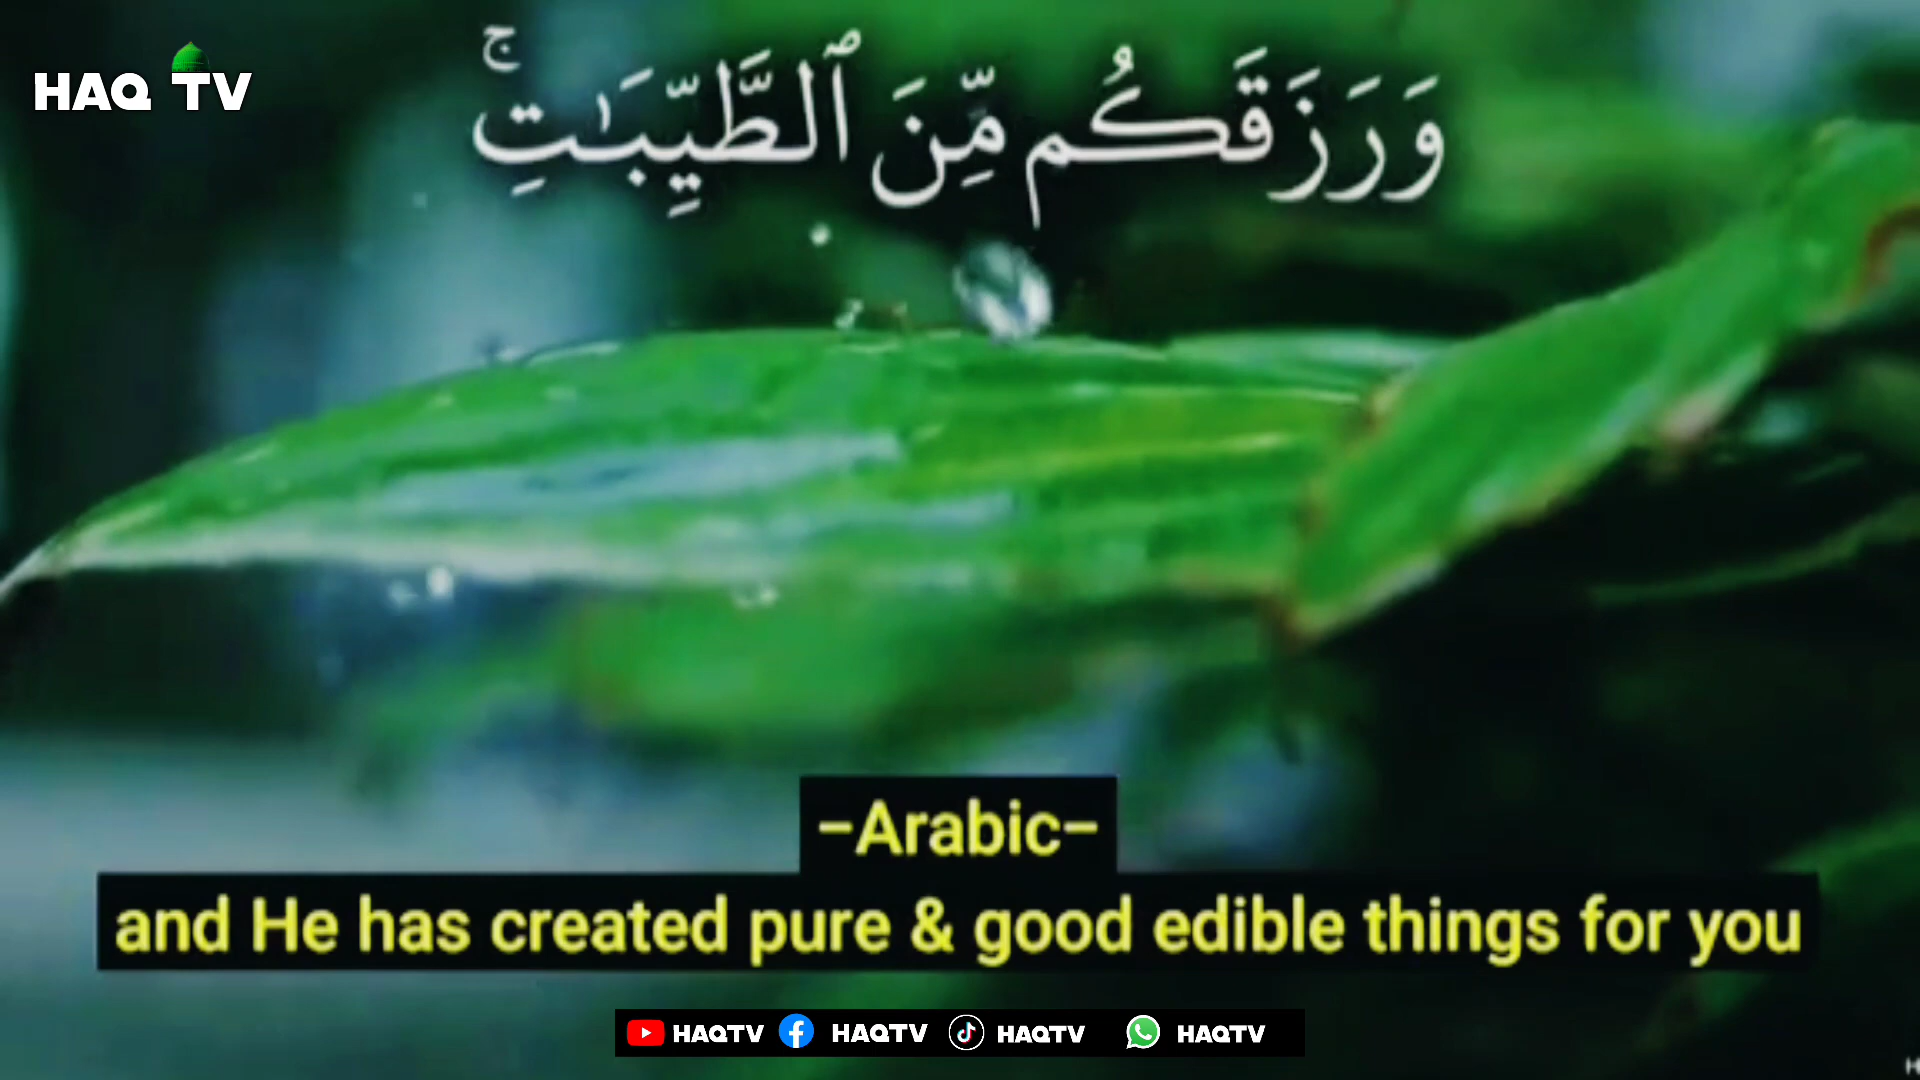 HAQ TV
وَرَزَقَكُم مِّنَ ٱلطَّيِّبَـٰتِ ۚ
–Arabic–
and He has created pure & good edible things for you
HAQTV HAQTV HAQTV HAQTV